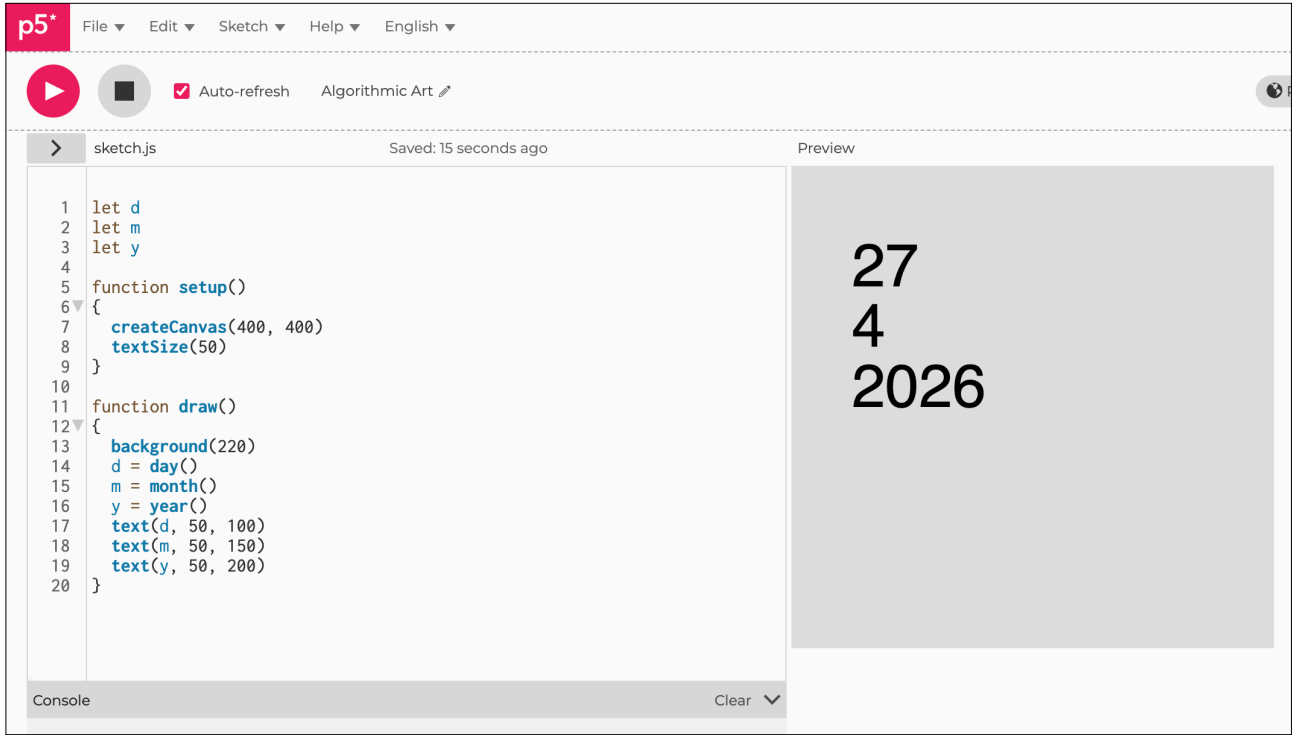 p5* File Edit Sketch Help English
Auto-refresh Algorithmic Art
sketch.js Saved: 15 seconds ago Preview
1 let d
2 let m
3 let y
4
5 function setup()
6 {
7   createCanvas(400, 400)
8   textSize(50)
9 }
10
11 function draw()
12 {
13   background(220)
14   d = day()
15   m = month()
16   y = year()
17   text(d, 50, 100)
18   text(m, 50, 150)
19   text(y, 50, 200)
20 }
27
4
2026
Console Clear